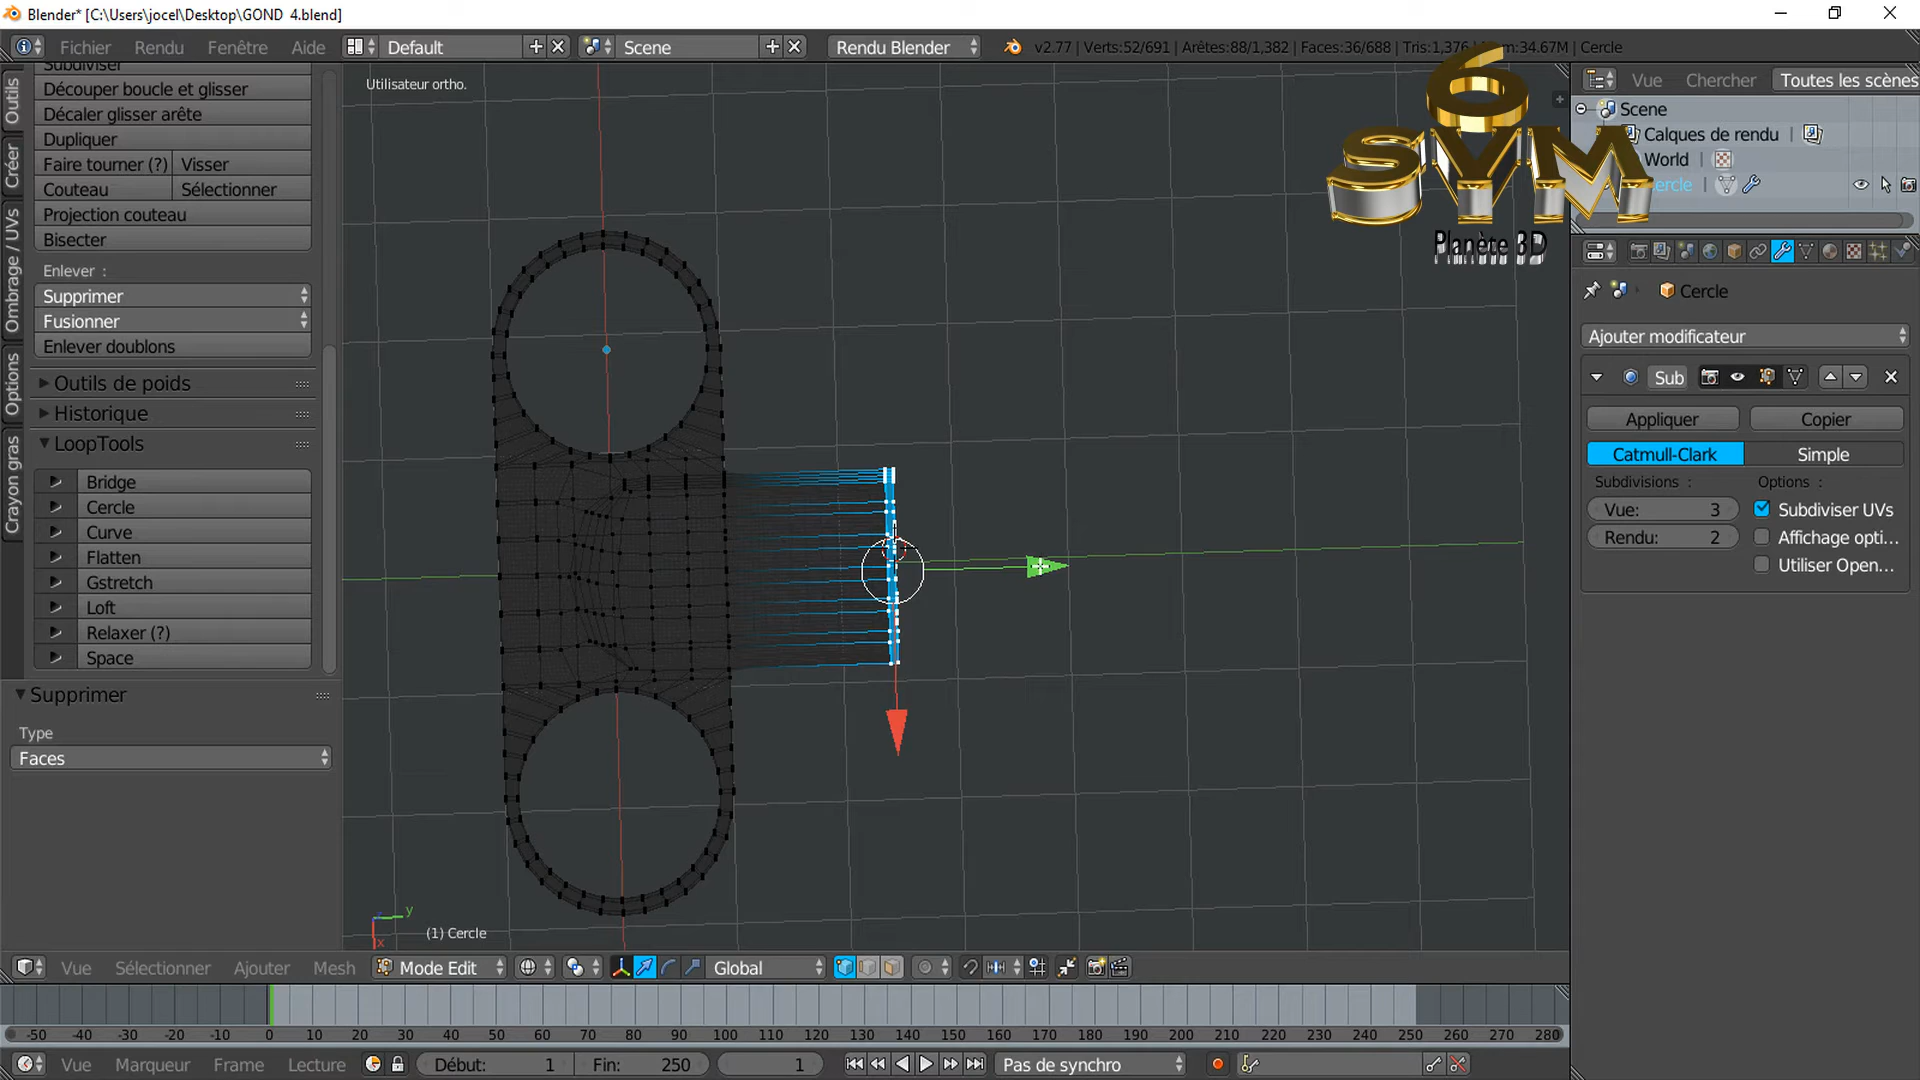 Blender* [C:\Users\jocel\Desktop\GOND  4.blend]
Fichier Rendu Fenêtre Aide Default Scene Rendu Blender v2.77 | Verts:52/691 | Arêtes:88/1,382 | Faces:36/688 | Tris:1,376 | :34.67M | Cercle
Vue Chercher Toutes les scènes
Scene
Calques de rendu
World
ercle
6
SYM
Planète 3D
Outils
Créer
Ombrage / UVs
Options
Crayon gras
Subdiviser
Découper boucle et glisser
Décaler glisser arête
Dupliquer
Faire tourner (?) Visser
Couteau Sélectionner
Projection couteau
Bisecter
Enlever :
Supprimer
Fusionner
Enlever doublons
Outils de poids
Historique
LoopTools
Bridge
Cercle
Curve
Flatten
Gstretch
Loft
Relaxer (?)
Space
Supprimer
Type
Faces
Utilisateur ortho.
y
x
(1) Cercle
Cercle
Ajouter modificateur
Sub
Appliquer Copier
Catmull-Clark Simple
Subdivisions : Options :
Vue: 3 Subdiviser UVs
Rendu: 2 Affichage opti...
Utiliser Open...
Vue Sélectionner Ajouter Mesh Mode Edit Global
-50 -40 -30 -20 -10 0 10 20 30 40 50 60 70 80 90 100 110 120 130 140 150 160 170 180 190 200 210 220 230 240 250 260 270 280
Vue Marqueur Frame Lecture Début: 1 Fin: 250 1 Pas de synchro